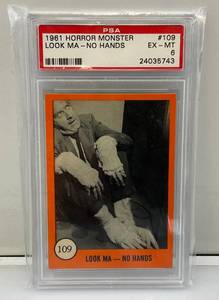 PSA
1961 HORROR MONSTER #109
LOOK MA - NO HANDS EX - MT
6
24035743
109
LOOK MA — NO HANDS